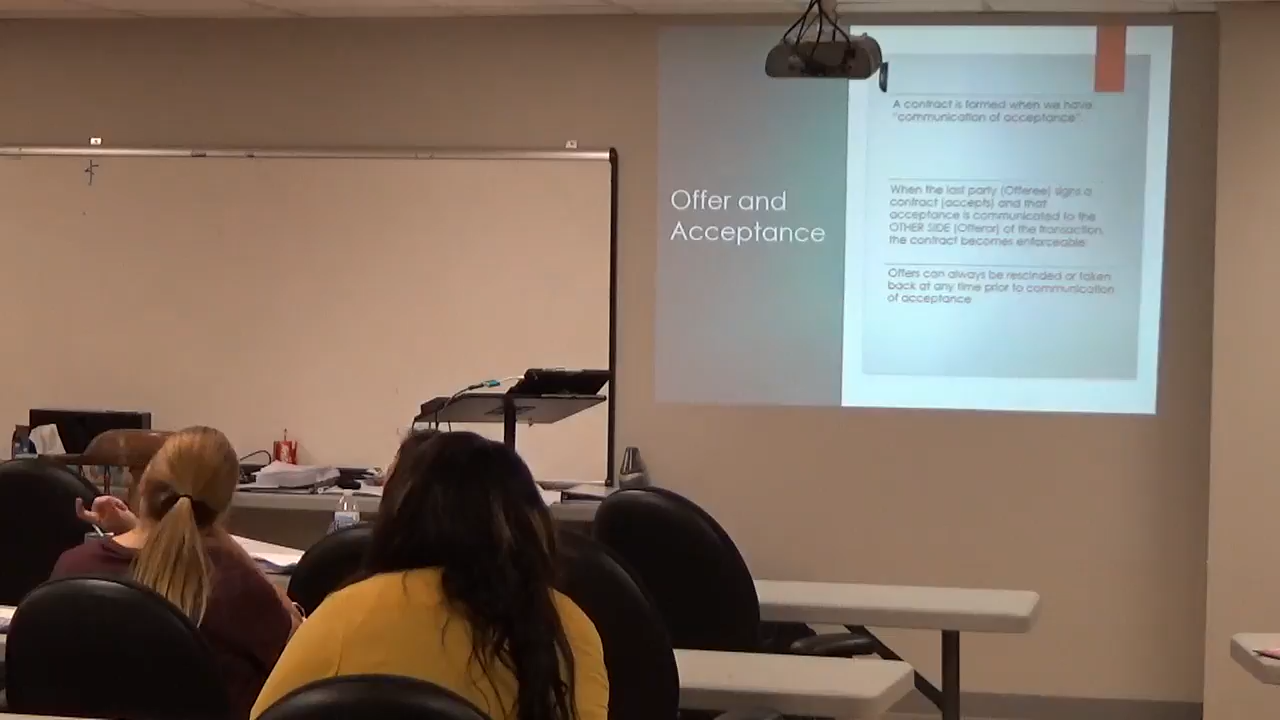 Offer and
Acceptance
A contract is formed when we have
"communication of acceptance".
When the last party (Offeree) signs a
contract (accepts) and that
acceptance is communicated to the
OTHER SIDE (Offeror) of the transaction,
the contract becomes enforceable
Offers can always be rescinded or taken
back at any time prior to communication
of acceptance